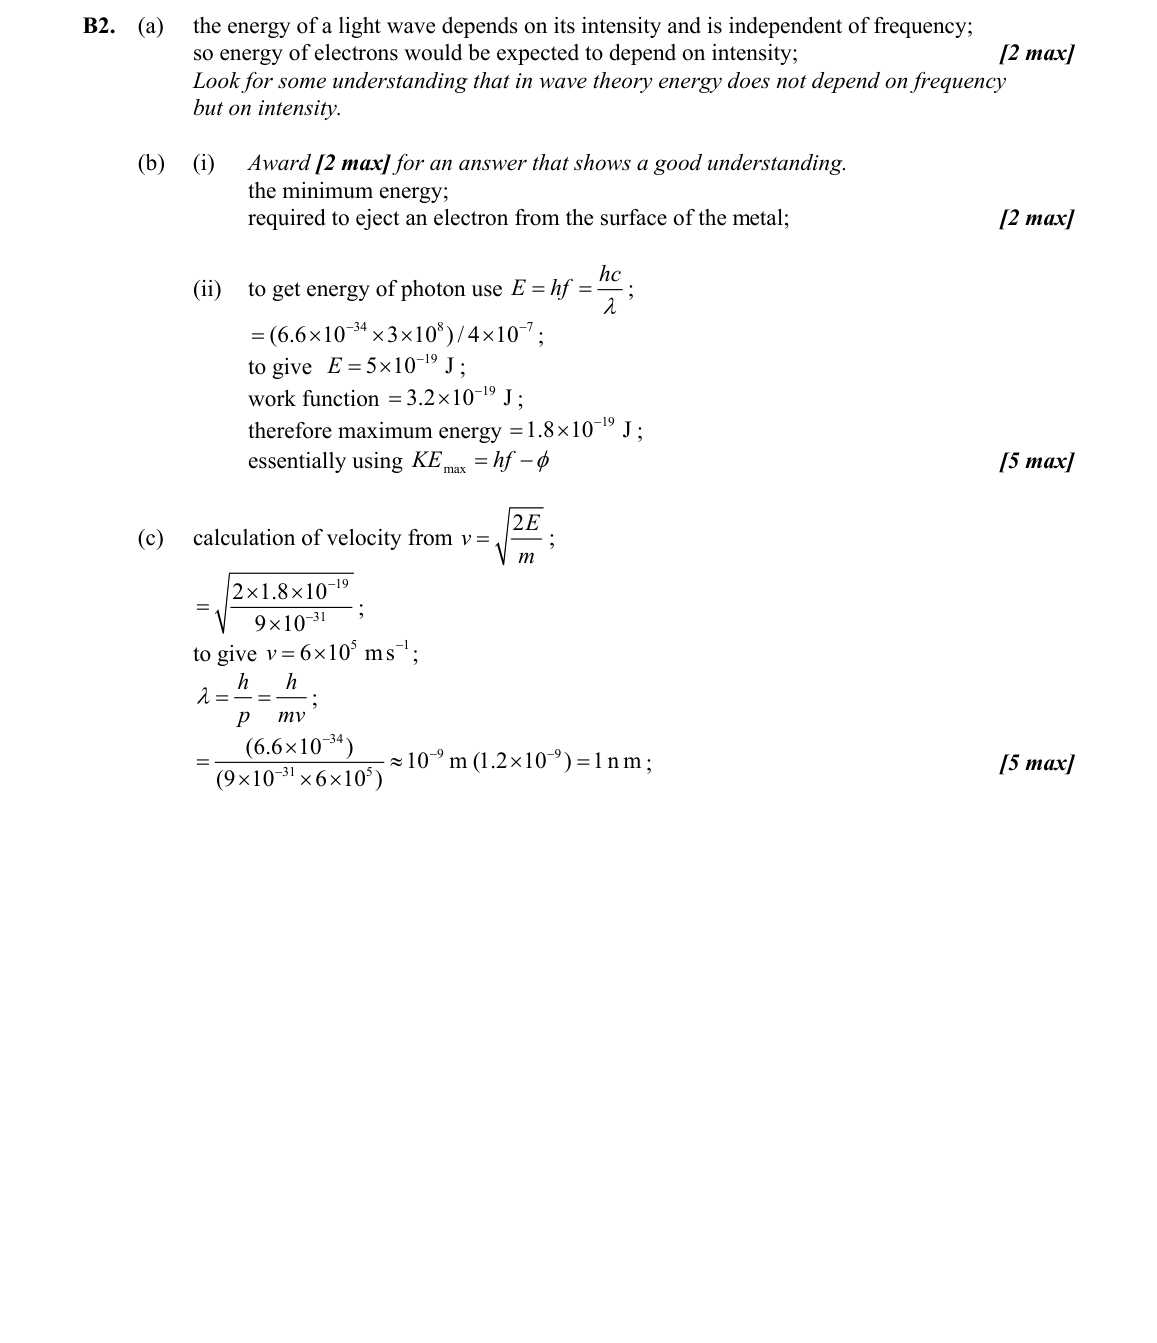 B2. (a) the energy of a light wave depends on its intensity and is independent of frequency;
so energy of electrons would be expected to depend on intensity; [2 max]
Look for some understanding that in wave theory energy does not depend on frequency
but on intensity.
(b) (i) Award [2 max] for an answer that shows a good understanding.
the minimum energy;
required to eject an electron from the surface of the metal; [2 max]
(ii) to get energy of photon use E = hf = hc/λ ;
= (6.6×10⁻³⁴ ×3×10⁸) / 4×10⁻⁷ ;
to give E = 5×10⁻¹⁹ J ;
work function = 3.2×10⁻¹⁹ J ;
therefore maximum energy = 1.8×10⁻¹⁹ J ;
essentially using KE_max = hf − ϕ [5 max]
(c) calculation of velocity from v = √(2E/m) ;
= √((2×1.8×10⁻¹⁹)/(9×10⁻³¹)) ;
to give v = 6×10⁵ m s⁻¹ ;
λ = h/p = h/mv ;
= (6.6×10⁻³⁴)/(9×10⁻³¹ ×6×10⁵) ≈ 10⁻⁹ m (1.2×10⁻⁹) = 1 n m ; [5 max]